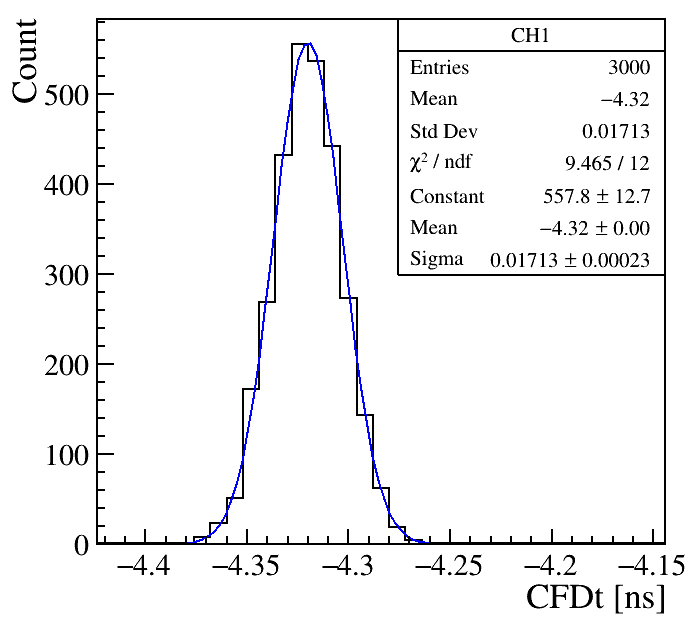 Count
500
400
300
200
100
0
CH1
Entries 3000
Mean −4.32
Std Dev 0.01713
χ² / ndf 9.465 / 12
Constant 557.8 ± 12.7
Mean −4.32 ± 0.00
Sigma 0.01713 ± 0.00023
−4.4 −4.35 −4.3 −4.25 −4.2 −4.15
CFDt [ns]